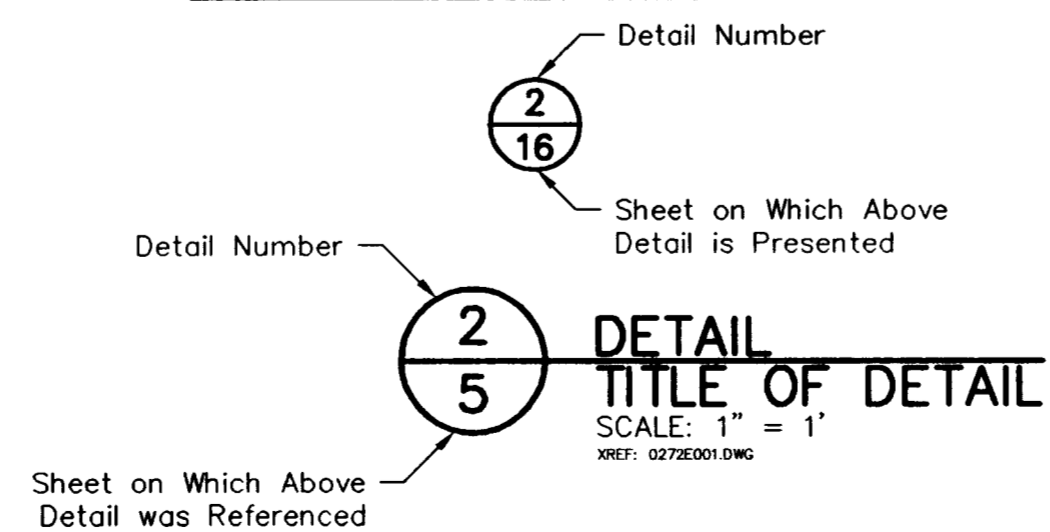 Detail Number
2
16
Sheet on Which Above
Detail is Presented
Detail Number
2
5
DETAIL
TITLE OF DETAIL
SCALE: 1" = 1'
XREF: 0272E001.DWG
Sheet on Which Above
Detail was Referenced